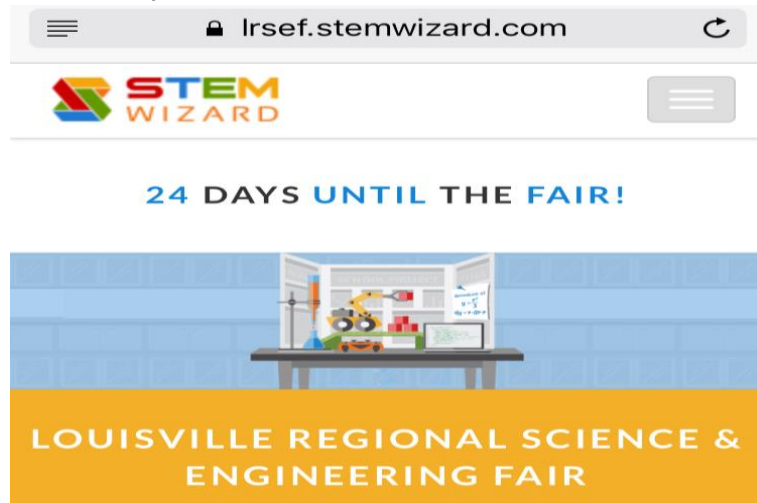 lrsef.stemwizard.com
STEM
WIZARD
24 DAYS UNTIL THE FAIR!
LOUISVILLE REGIONAL SCIENCE &
ENGINEERING FAIR